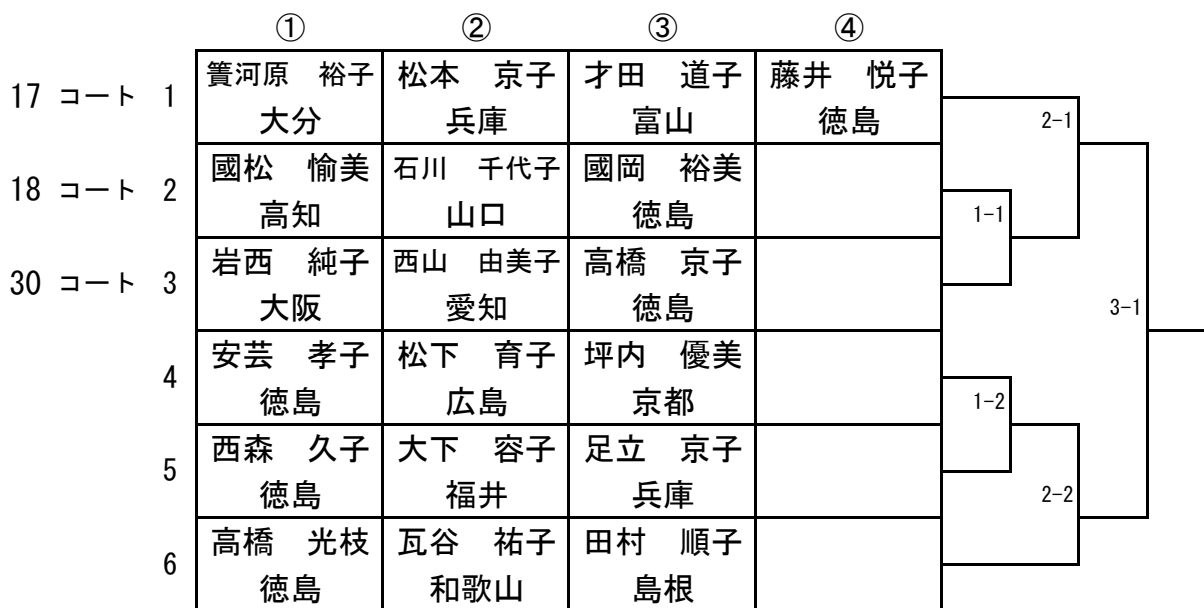 ① ② ③ ④
17 コート 1 簀河原 裕子 松本 京子 才田 道子 藤井 悦子
大分 兵庫 富山 徳島
2-1
18 コート 2 國松 愉美 石川 千代子 國岡 裕美
高知 山口 徳島
1-1
30 コート 3 岩西 純子 西山 由美子 高橋 京子
大阪 愛知 徳島
3-1
4 安芸 孝子 松下 育子 坪内 優美
徳島 広島 京都
1-2
5 西森 久子 大下 容子 足立 京子
徳島 福井 兵庫
2-2
6 高橋 光枝 瓦谷 祐子 田村 順子
徳島 和歌山 島根